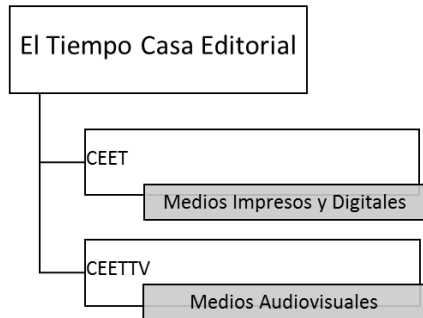 El Tiempo Casa Editorial
CEET
Medios Impresos y Digitales
CEETTV
Medios Audiovisuales